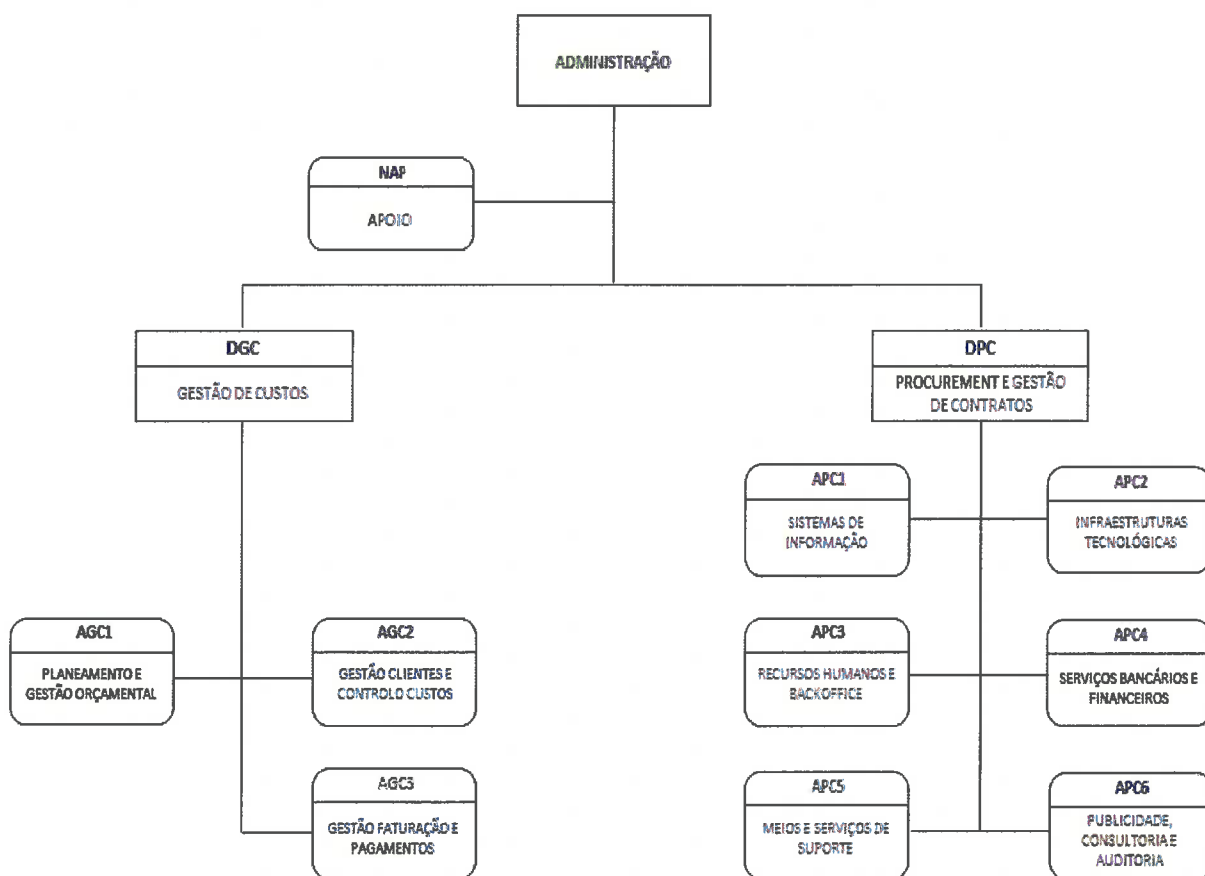 ADMINISTRAÇÃO
NAP
APOIO
DGC
GESTÃO DE CUSTOS
DPC
PROCUREMENT E GESTÃO
DE CONTRATOS
APC1
SISTEMAS DE
INFORMAÇÃO
APC2
INFRAESTRUTURAS
TECNOLÓGICAS
AGC1
PLANEAMENTO E
GESTÃO ORÇAMENTAL
AGC2
GESTÃO CLIENTES E
CONTROLO CUSTOS
APC3
RECURSOS HUMANOS E
BACKOFFICE
APC4
SERVIÇOS BANCÁRIOS E
FINANCEIROS
AGC3
GESTÃO FATURAÇÃO E
PAGAMENTOS
APC5
MEIOS E SERVIÇOS DE
SUPORTE
APC6
PUBLICIDADE,
CONSULTORIA E
AUDITORIA